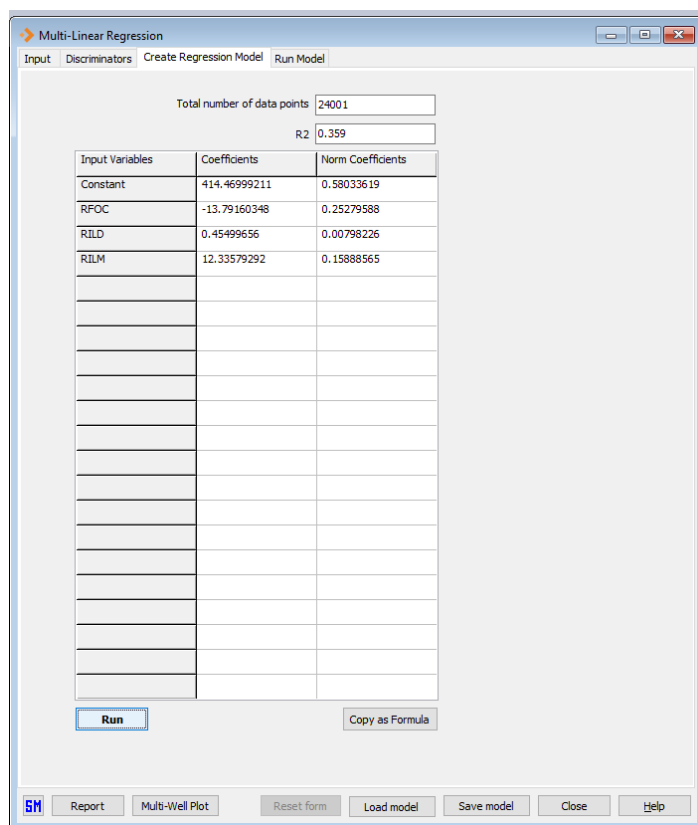 Multi-Linear Regression
Input Discriminators Create Regression Model Run Model
Total number of data points 24001
R2 0.359
Input Variables Coefficients Norm Coefficients
Constant 414.46999211 0.58033619
RFOC -13.79160348 0.25279588
RILD 0.45499656 0.00798226
RILM 12.33579292 0.15888565
Run Copy as Formula
SM Report Multi-Well Plot Reset form Load model Save model Close Help